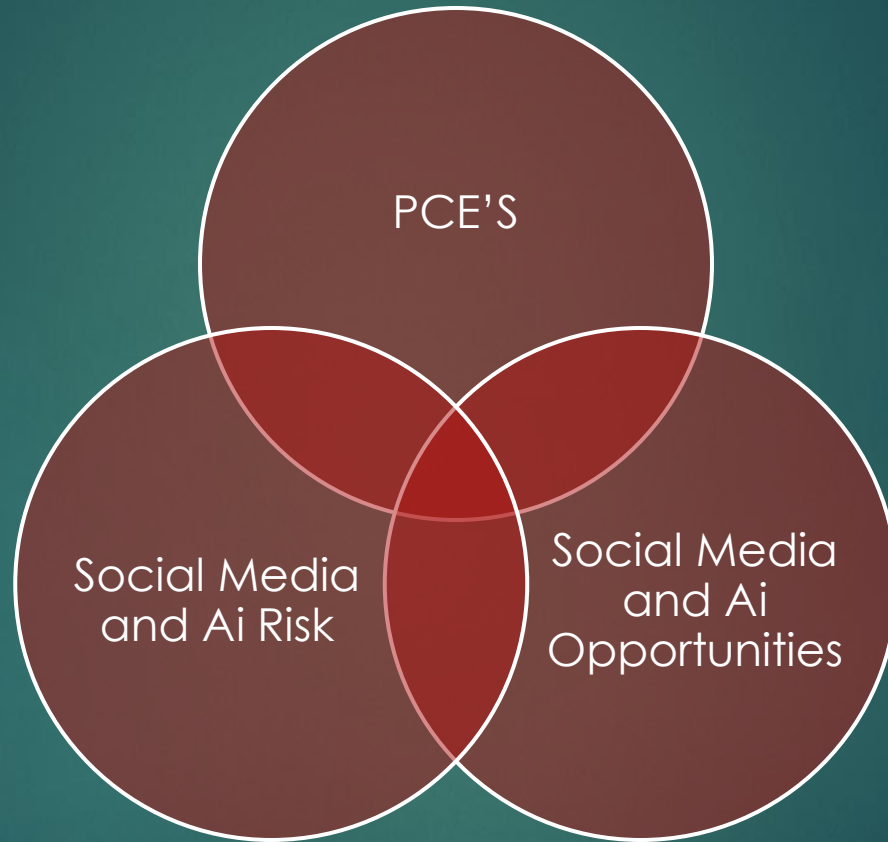 PCE’S
Social Media
and Ai Risk
Social Media
and Ai
Opportunities